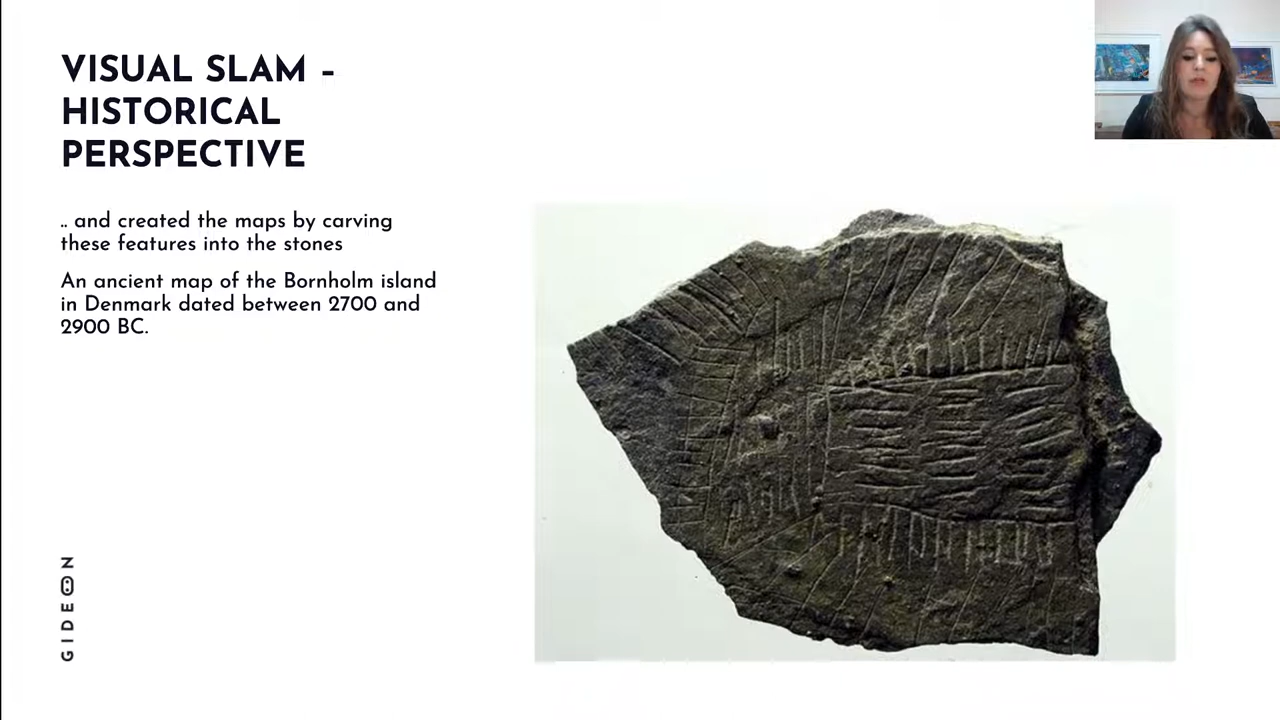 VISUAL SLAM –
HISTORICAL
PERSPECTIVE
.. and created the maps by carving
these features into the stones
An ancient map of the Bornholm island
in Denmark dated between 2700 and
2900 BC.
GIDEON